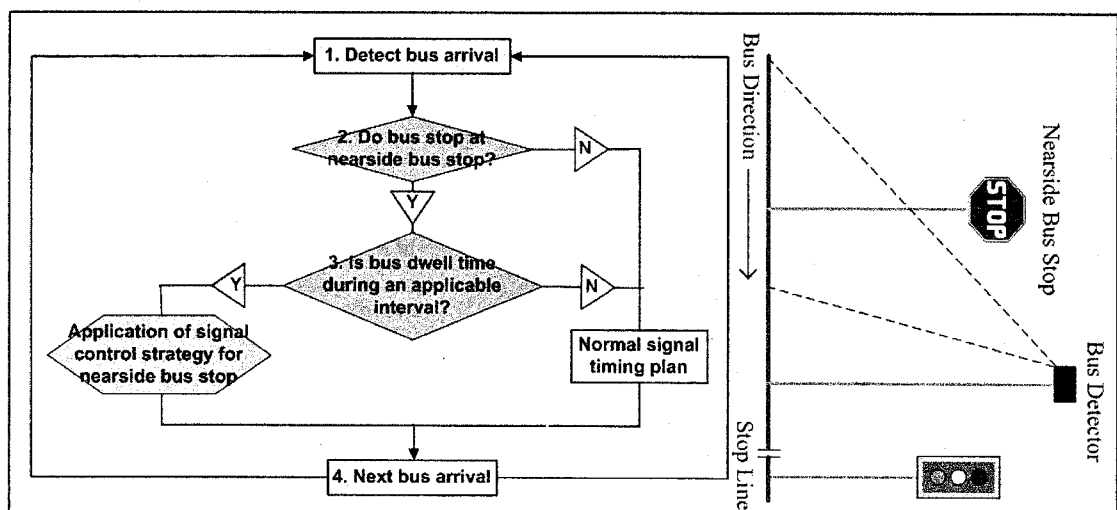 1. Detect bus arrival
2. Do bus stop at
nearside bus stop?
N
Y
3. Is bus dwell time
during an applicable
interval?
Y
N
Application of signal
control strategy for
nearside bus stop
Normal signal
timing plan
4. Next bus arrival
Bus Direction
Stop Line
STOP
Nearside Bus Stop
Bus Detector